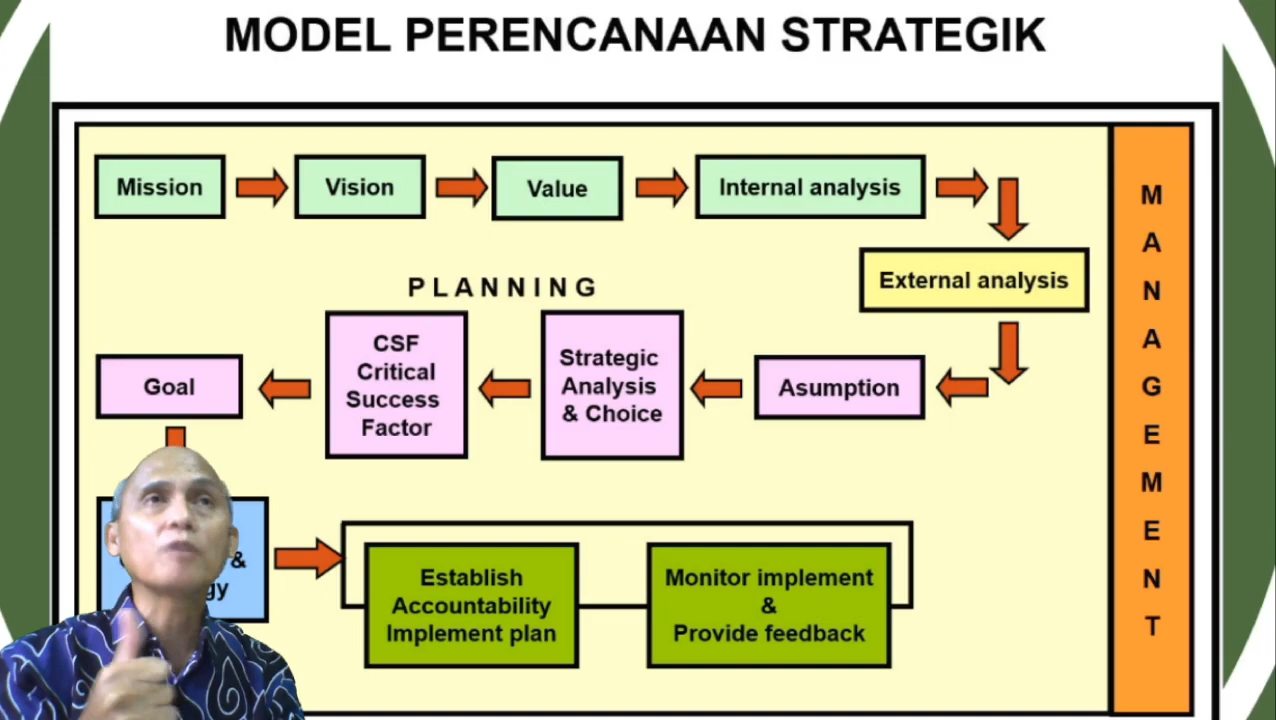 MODEL PERENCANAAN STRATEGIK
Mission
Vision
Value
Internal analysis
External analysis
PLANNING
Asumption
Strategic
Analysis
& Choice
CSF
Critical
Success
Factor
Goal
&
Establish
Accountability
Implement plan
Monitor implement
&
Provide feedback
MANAGEMENT